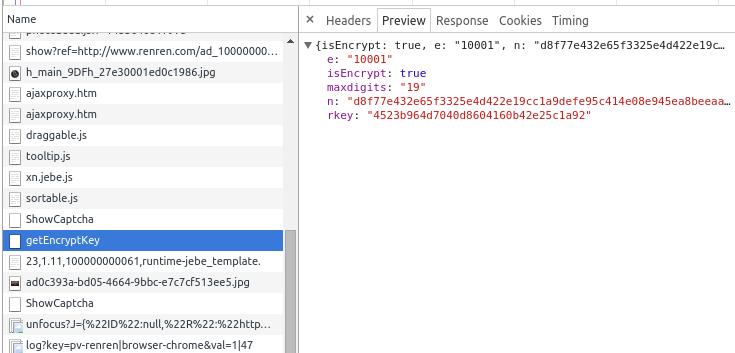 Name
× Headers Preview Response Cookies Timing
show?ref=http://www.renren.com/ad_10000000...
h_main_9DFh_27e30001ed0c1986.jpg
ajaxproxy.htm
ajaxproxy.htm
draggable.js
tooltip.js
xn.jebe.js
sortable.js
ShowCaptcha
getEncryptKey
23,1.11,100000000061,runtime-jebe_template.
ad0c393a-bd05-4664-9bbc-e7c7cf513ee5.jpg
ShowCaptcha
unfocus?J={%22ID%22:null,%22R%22:%22http...
log?key=pv-renren|browser-chrome&val=1|47
▼{isEncrypt: true, e: "10001", n: "d8f77e432e65f3325e4d422e19c…
e: "10001"
isEncrypt: true
maxdigits: "19"
n: "d8f77e432e65f3325e4d422e19cc1a9defe95c414e08e945ea8beeaa…
rkey: "4523b964d7040d8604160b42e25c1a92"